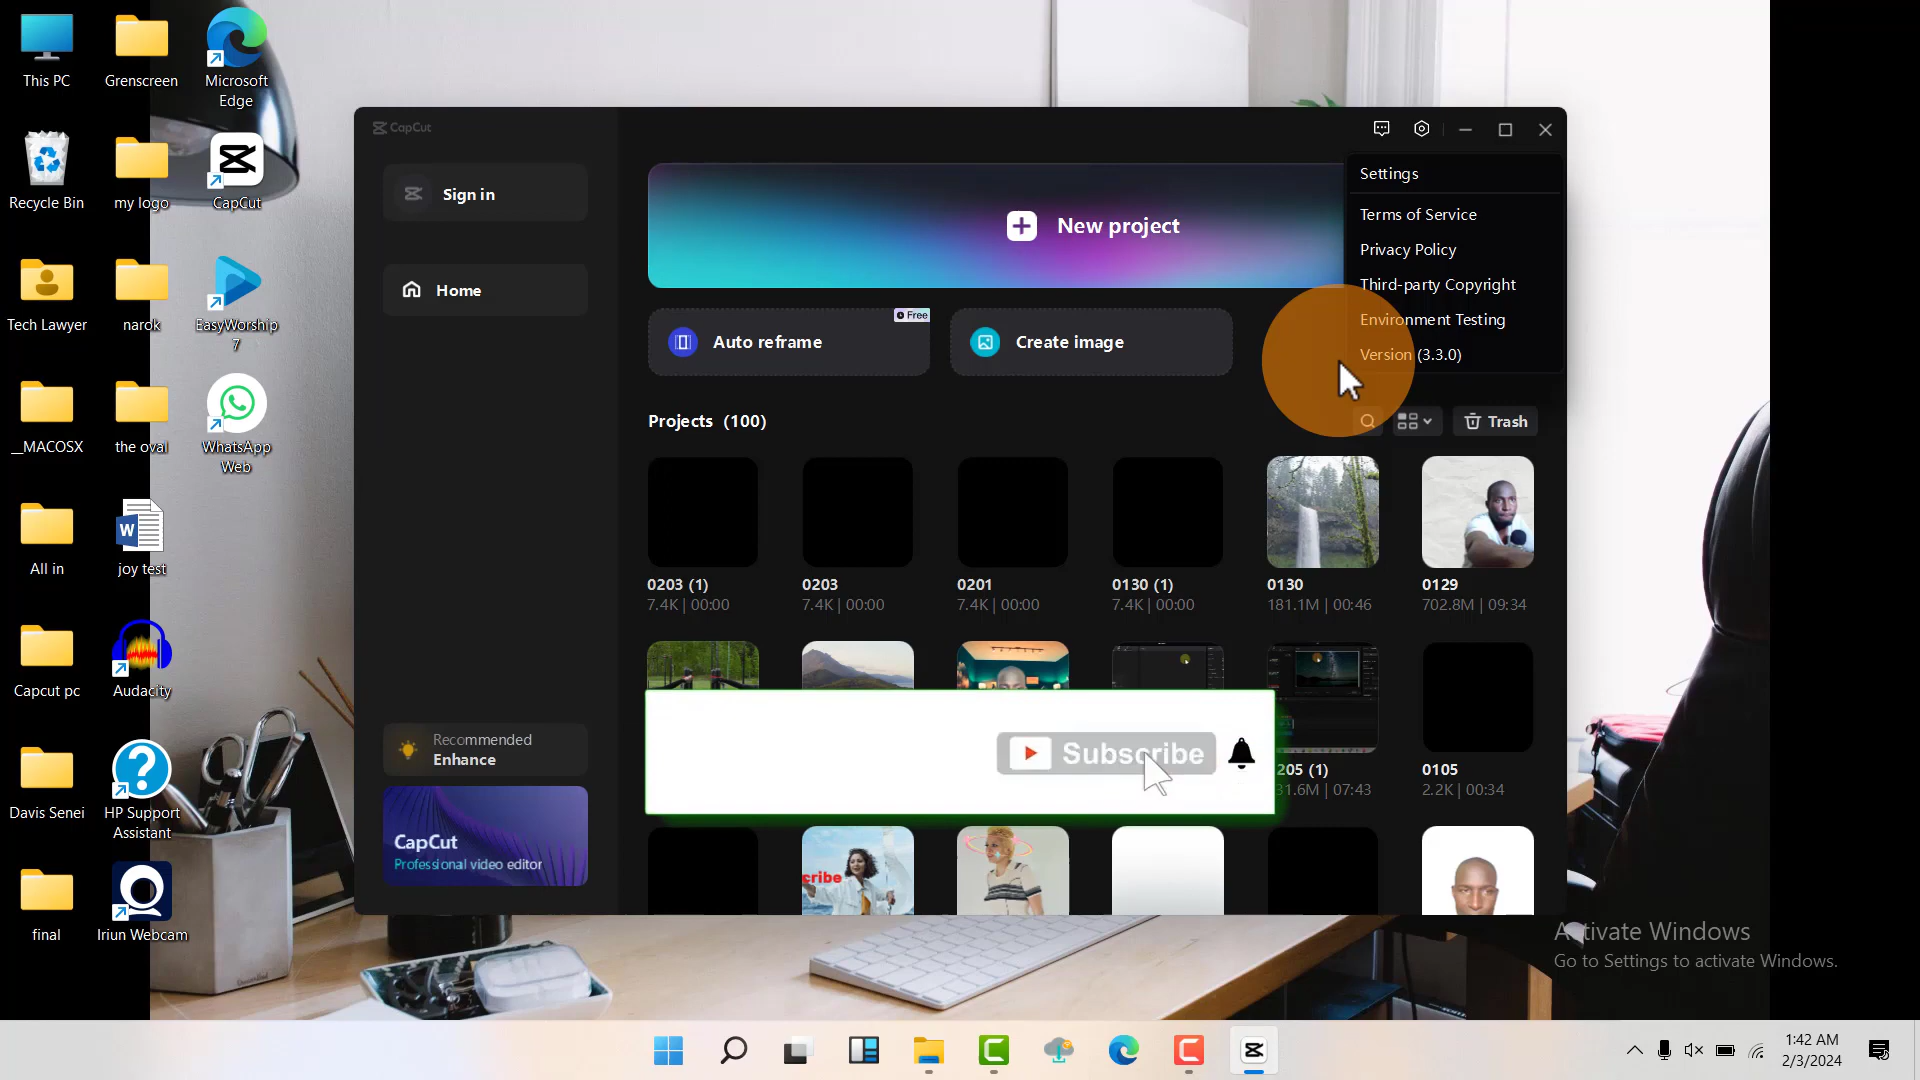 This PC
Grenscreen
Microsoft
Edge
Recycle Bin
my logo
CapCut
Tech Lawyer
narok
EasyWorship
7
__MACOSX
the oval
WhatsApp
Web
All in
W
joy test
Capcut pc
Audacity
Davis Senei
HP Support
Assistant
final
Iriun Webcam
CapCut
Sign in
Home
Recommended
Enhance
CapCut
Professional video editor
New project
Settings
Terms of Service
Privacy Policy
Third-party Copyright
Environment Testing
Version (3.3.0)
Free
Auto reframe
Create image
Projects (100)
Trash
0203 (1)
7.4K | 00:00
0203
7.4K | 00:00
0201
7.4K | 00:00
0130 (1)
7.4K | 00:00
0130
181.1M | 00:46
0129
702.8M | 09:34
Subscribe
205 (1)
31.6M | 07:43
0105
2.2K | 00:34
cribe
Activate Windows
Go to Settings to activate Windows.
1:42 AM
2/3/2024